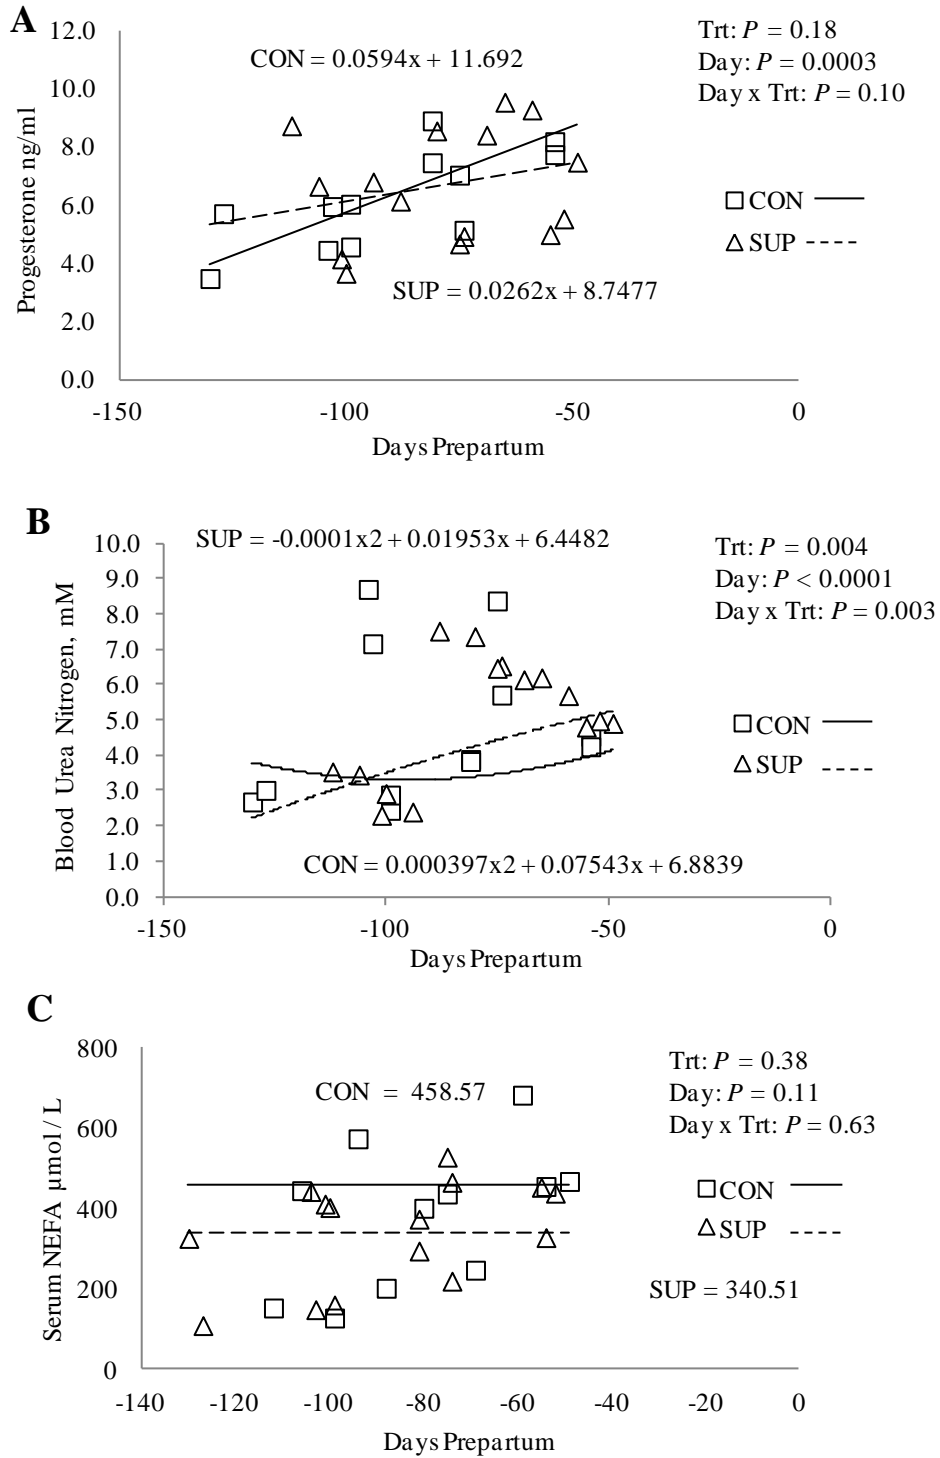 A
12.0
10.0
8.0
6.0
4.0
2.0
0.0
Progesterone ng/ml
CON = 0.0594x + 11.692
Trt: P = 0.18
Day: P = 0.0003
Day x Trt: P = 0.10
CON
SUP
SUP = 0.0262x + 8.7477
-150
-100
-50
0
Days Prepartum
B
10.0
9.0
8.0
7.0
6.0
5.0
4.0
3.0
2.0
1.0
0.0
Blood Urea Nitrogen, mM
SUP = -0.0001x2 + 0.01953x + 6.4482
Trt: P = 0.004
Day: P < 0.0001
Day x Trt: P = 0.003
CON
SUP
CON = 0.000397x2 + 0.07543x + 6.8839
-150
-100
-50
0
Days Prepartum
C
800
600
400
200
0
Serum NEFA µmol / L
CON = 458.57
Trt: P = 0.38
Day: P = 0.11
Day x Trt: P = 0.63
CON
SUP
SUP = 340.51
-140
-120
-100
-80
-60
-40
-20
0
Days Prepartum